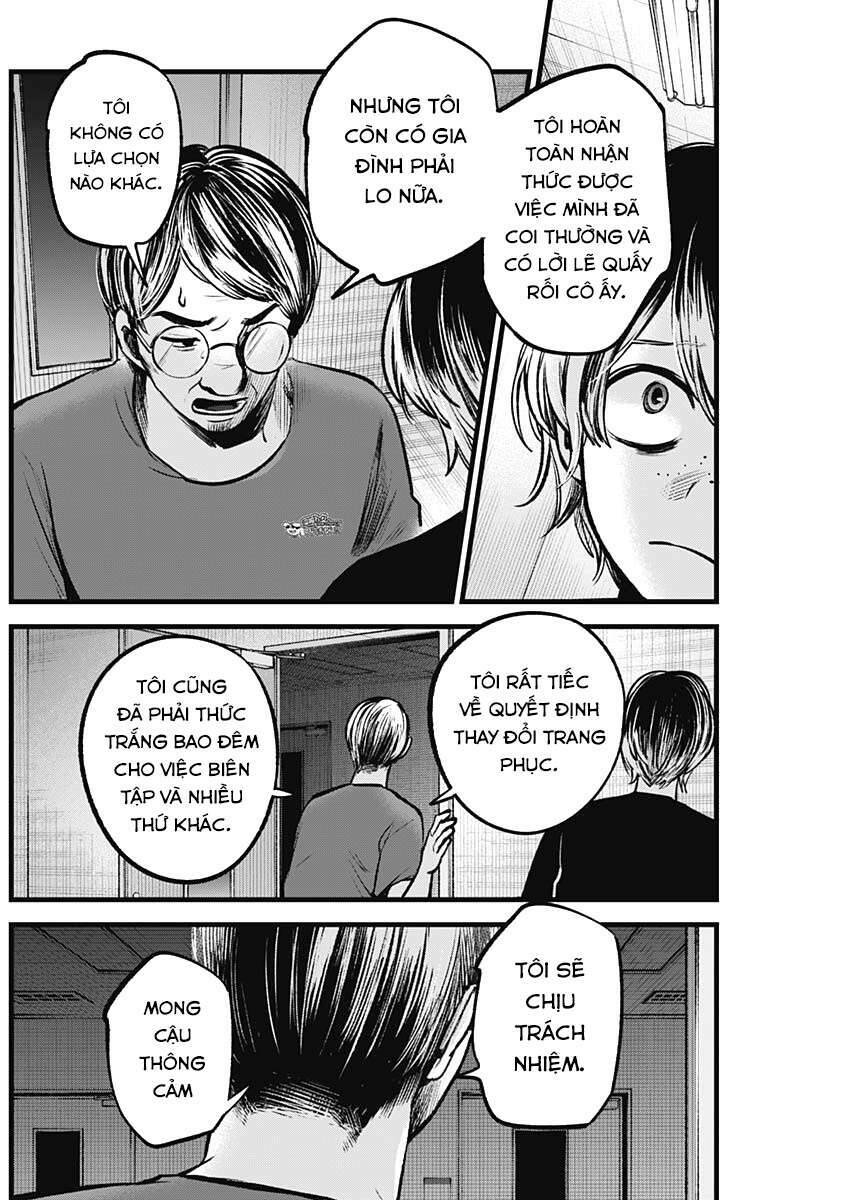 TÔI HOÀN
TOÀN NHẬN
THỨC ĐƯỢC
VIỆC MÌNH ĐÃ
COI THƯỜNG VÀ
CÓ LỜI LẼ QUẤY
RỐI CÔ ẤY.
NHƯNG TÔI
CÒN CÓ GIA
ĐÌNH PHẢI
LO NỮA.
TÔI
KHÔNG CÓ
LỰA CHỌN
NÀO KHÁC.
TÔI RẤT TIẾC
VỀ QUYẾT ĐỊNH
THAY ĐỔI TRANG
PHỤC.
TÔI CŨNG
ĐÃ PHẢI THỨC
TRẮNG BAO ĐÊM
CHO VIỆC BIÊN
TẬP VÀ NHIỀU
THỨ KHÁC.
TÔI SẼ
CHỊU
TRÁCH
NHIỆM.
MONG
CẬU
THÔNG
CẢM